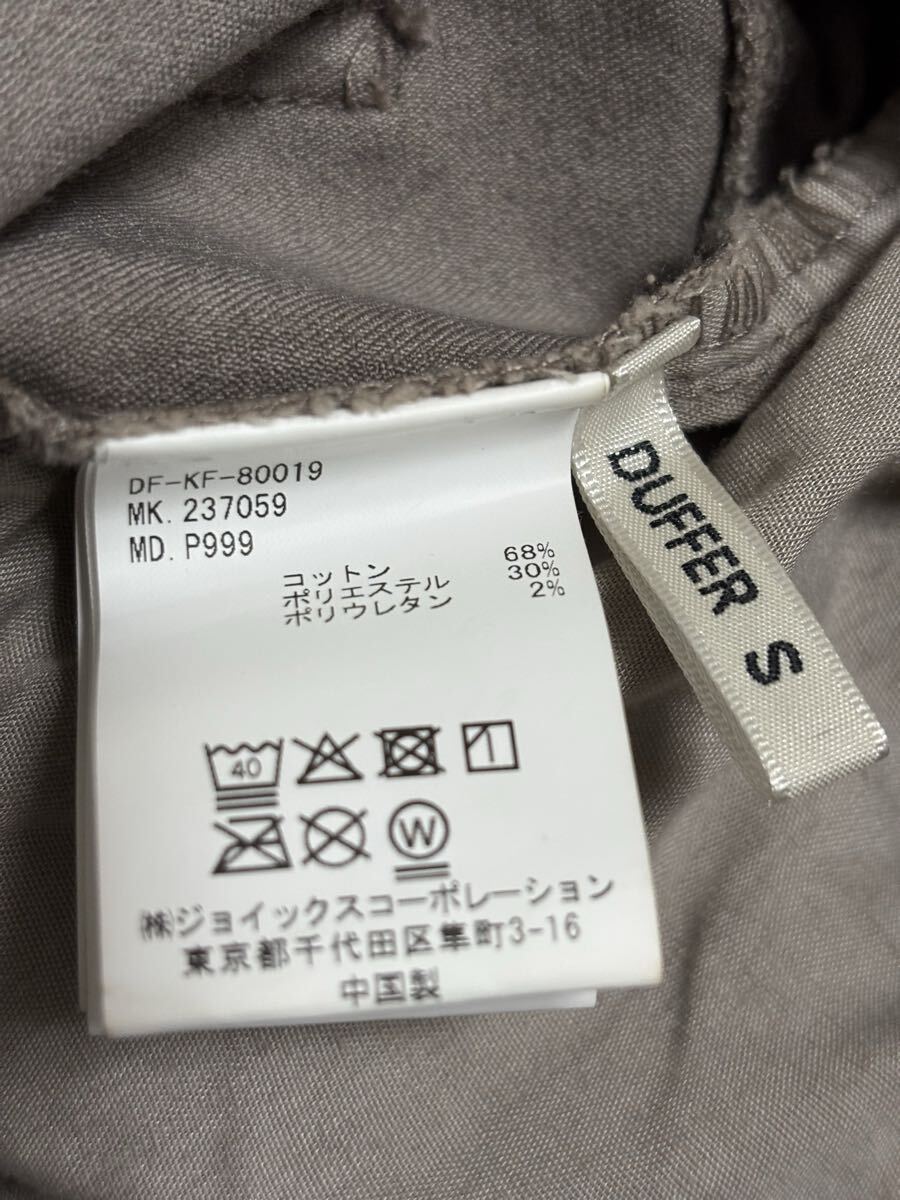 DF-KF-80019
MK. 237059
MD. P999
コットン 68%
ポリエステル 30%
ポリウレタン 2%
40
W
㈱ジョイックスコーポレーション
東京都千代田区隼町3-16
中国製
DUFFER S